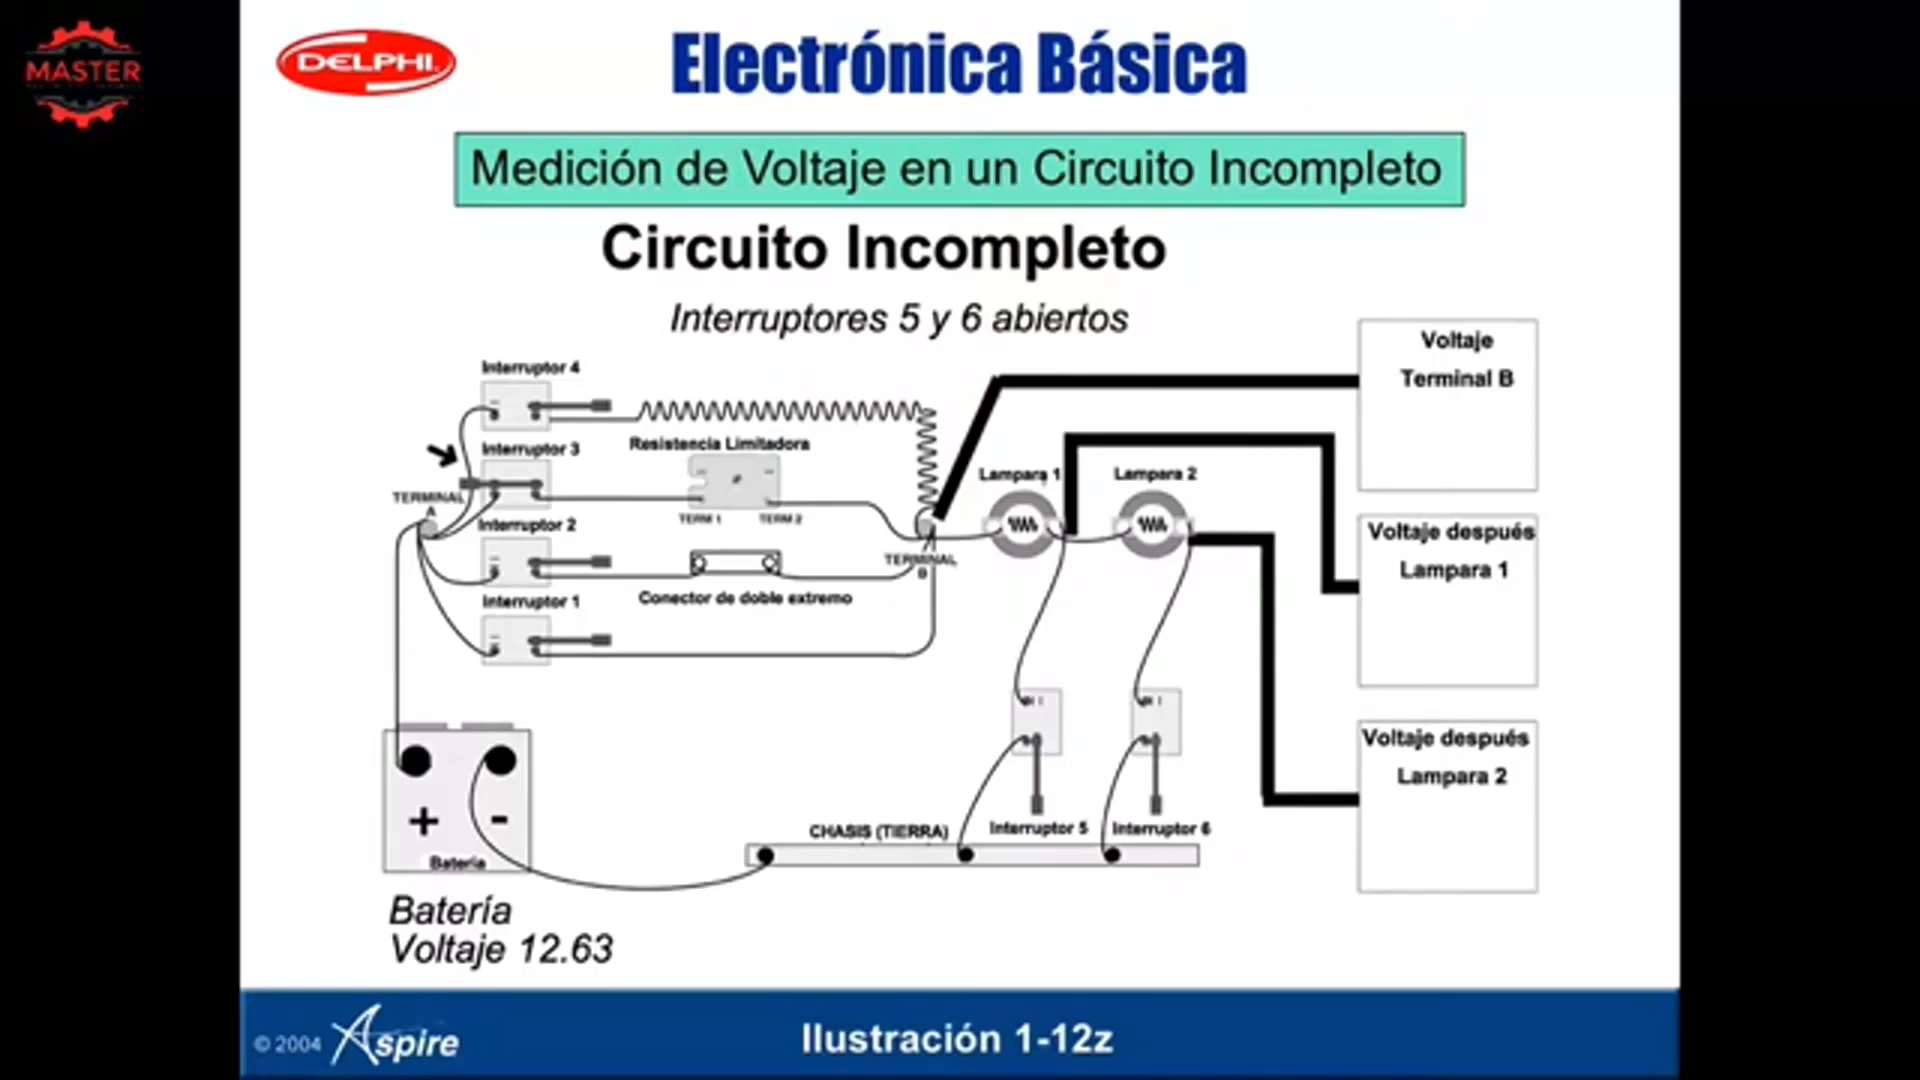 MASTER
DELPHI
Electrónica Básica
Medición de Voltaje en un Circuito Incompleto
Circuito Incompleto
Interruptores 5 y 6 abiertos
Interruptor 4
Interruptor 3
Resistencia Limitadora
TERMINAL
A
TERM 1
TERM 2
Interruptor 2
Conector de doble extremo
Interruptor 1
TERMINAL
B
Lampara 1
Lampara 2
Voltaje
Terminal B
Voltaje después
Lampara 1
Voltaje después
Lampara 2
+
-
Batería
CHASIS (TIERRA)
Interruptor 5
Interruptor 6
Batería
Voltaje 12.63
© 2004 Aspire
Ilustración 1-12z